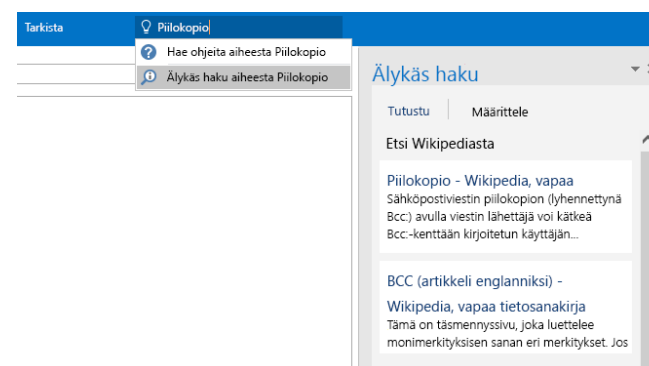 Tarkista
Piilokopio
Hae ohjeita aiheesta Piilokopio
Älykäs haku aiheesta Piilokopio
Älykäs haku
Tutustu
Määrittele
Etsi Wikipediasta
Piilokopio - Wikipedia, vapaa
Sähköpostiviestin piilokopion (lyhennettynä
Bcc:) avulla viestin lähettäjä voi kätkeä
Bcc:-kenttään kirjoitetun käyttäjän...
BCC (artikkeli englanniksi) -
Wikipedia, vapaa tietosanakirja
Tämä on täsmennyssivu, joka luettelee
monimerkityksisen sanan eri merkitykset. Jos